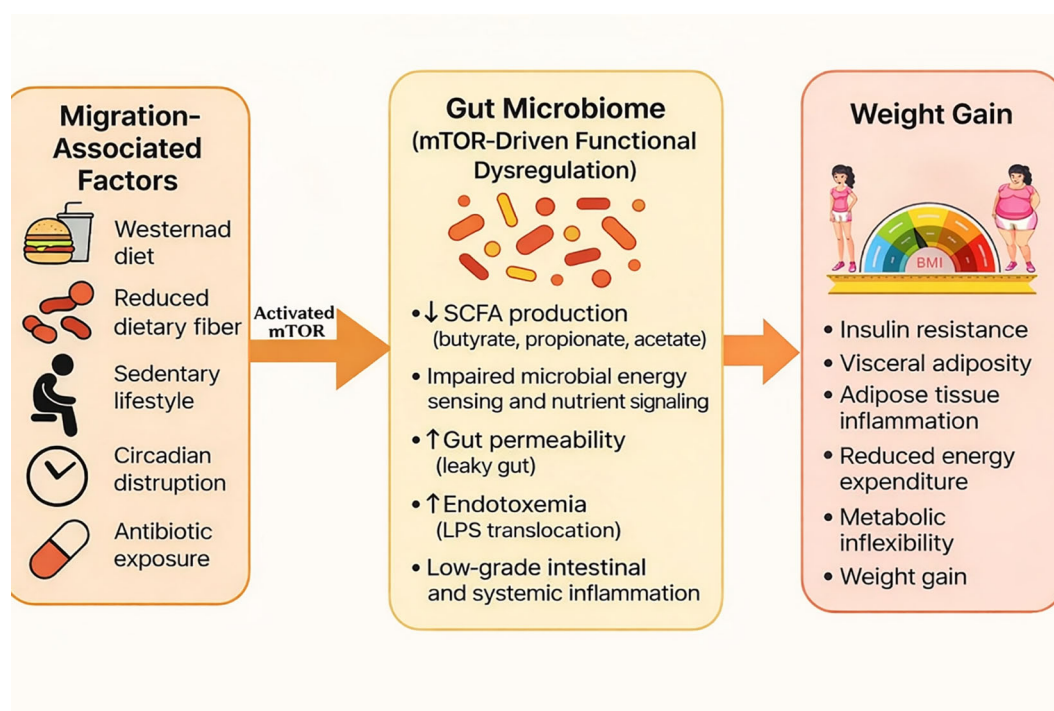 Migration-
Associated
Factors
Westernad
diet
Reduced
dietary fiber
Sedentary
lifestyle
Circadian
distruption
Antibiotic
exposure
Activated
mTOR
Gut Microbiome
(mTOR-Driven Functional
Dysregulation)
•↓ SCFA production
(butyrate, propionate, acetate)
• Impaired microbial energy
sensing and nutrient signaling
•↑Gut permeability
(leaky gut)
•↑Endotoxemia
(LPS translocation)
• Low-grade intestinal
and systemic inflammation
Weight Gain
BMI
• Insulin resistance
• Visceral adiposity
• Adipose tissue
inflammation
• Reduced energy
expenditure
• Metabolic
inflexibility
• Weight gain